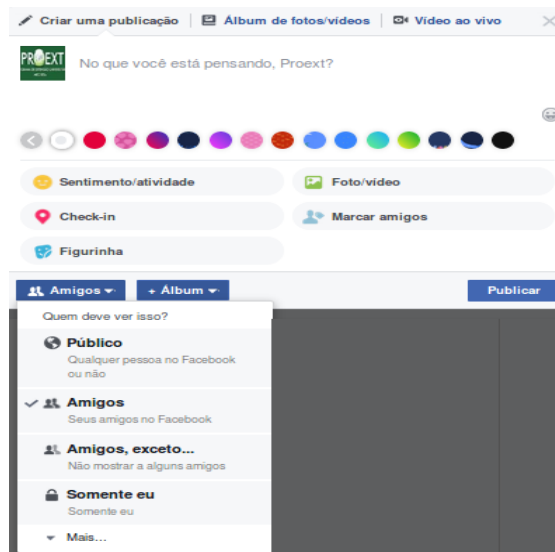 Criar uma publicação
Álbum de fotos/vídeos
Vídeo ao vivo
PROEXT
No que você está pensando, Proext?
Sentimento/atividade
Foto/vídeo
Check-in
Marcar amigos
Figurinha
Amigos
+ Álbum
Publicar
Quem deve ver isso?
Público
Qualquer pessoa no Facebook
ou não
Amigos
Seus amigos no Facebook
Amigos, exceto...
Não mostrar a alguns amigos
Somente eu
Somente eu
Mais...